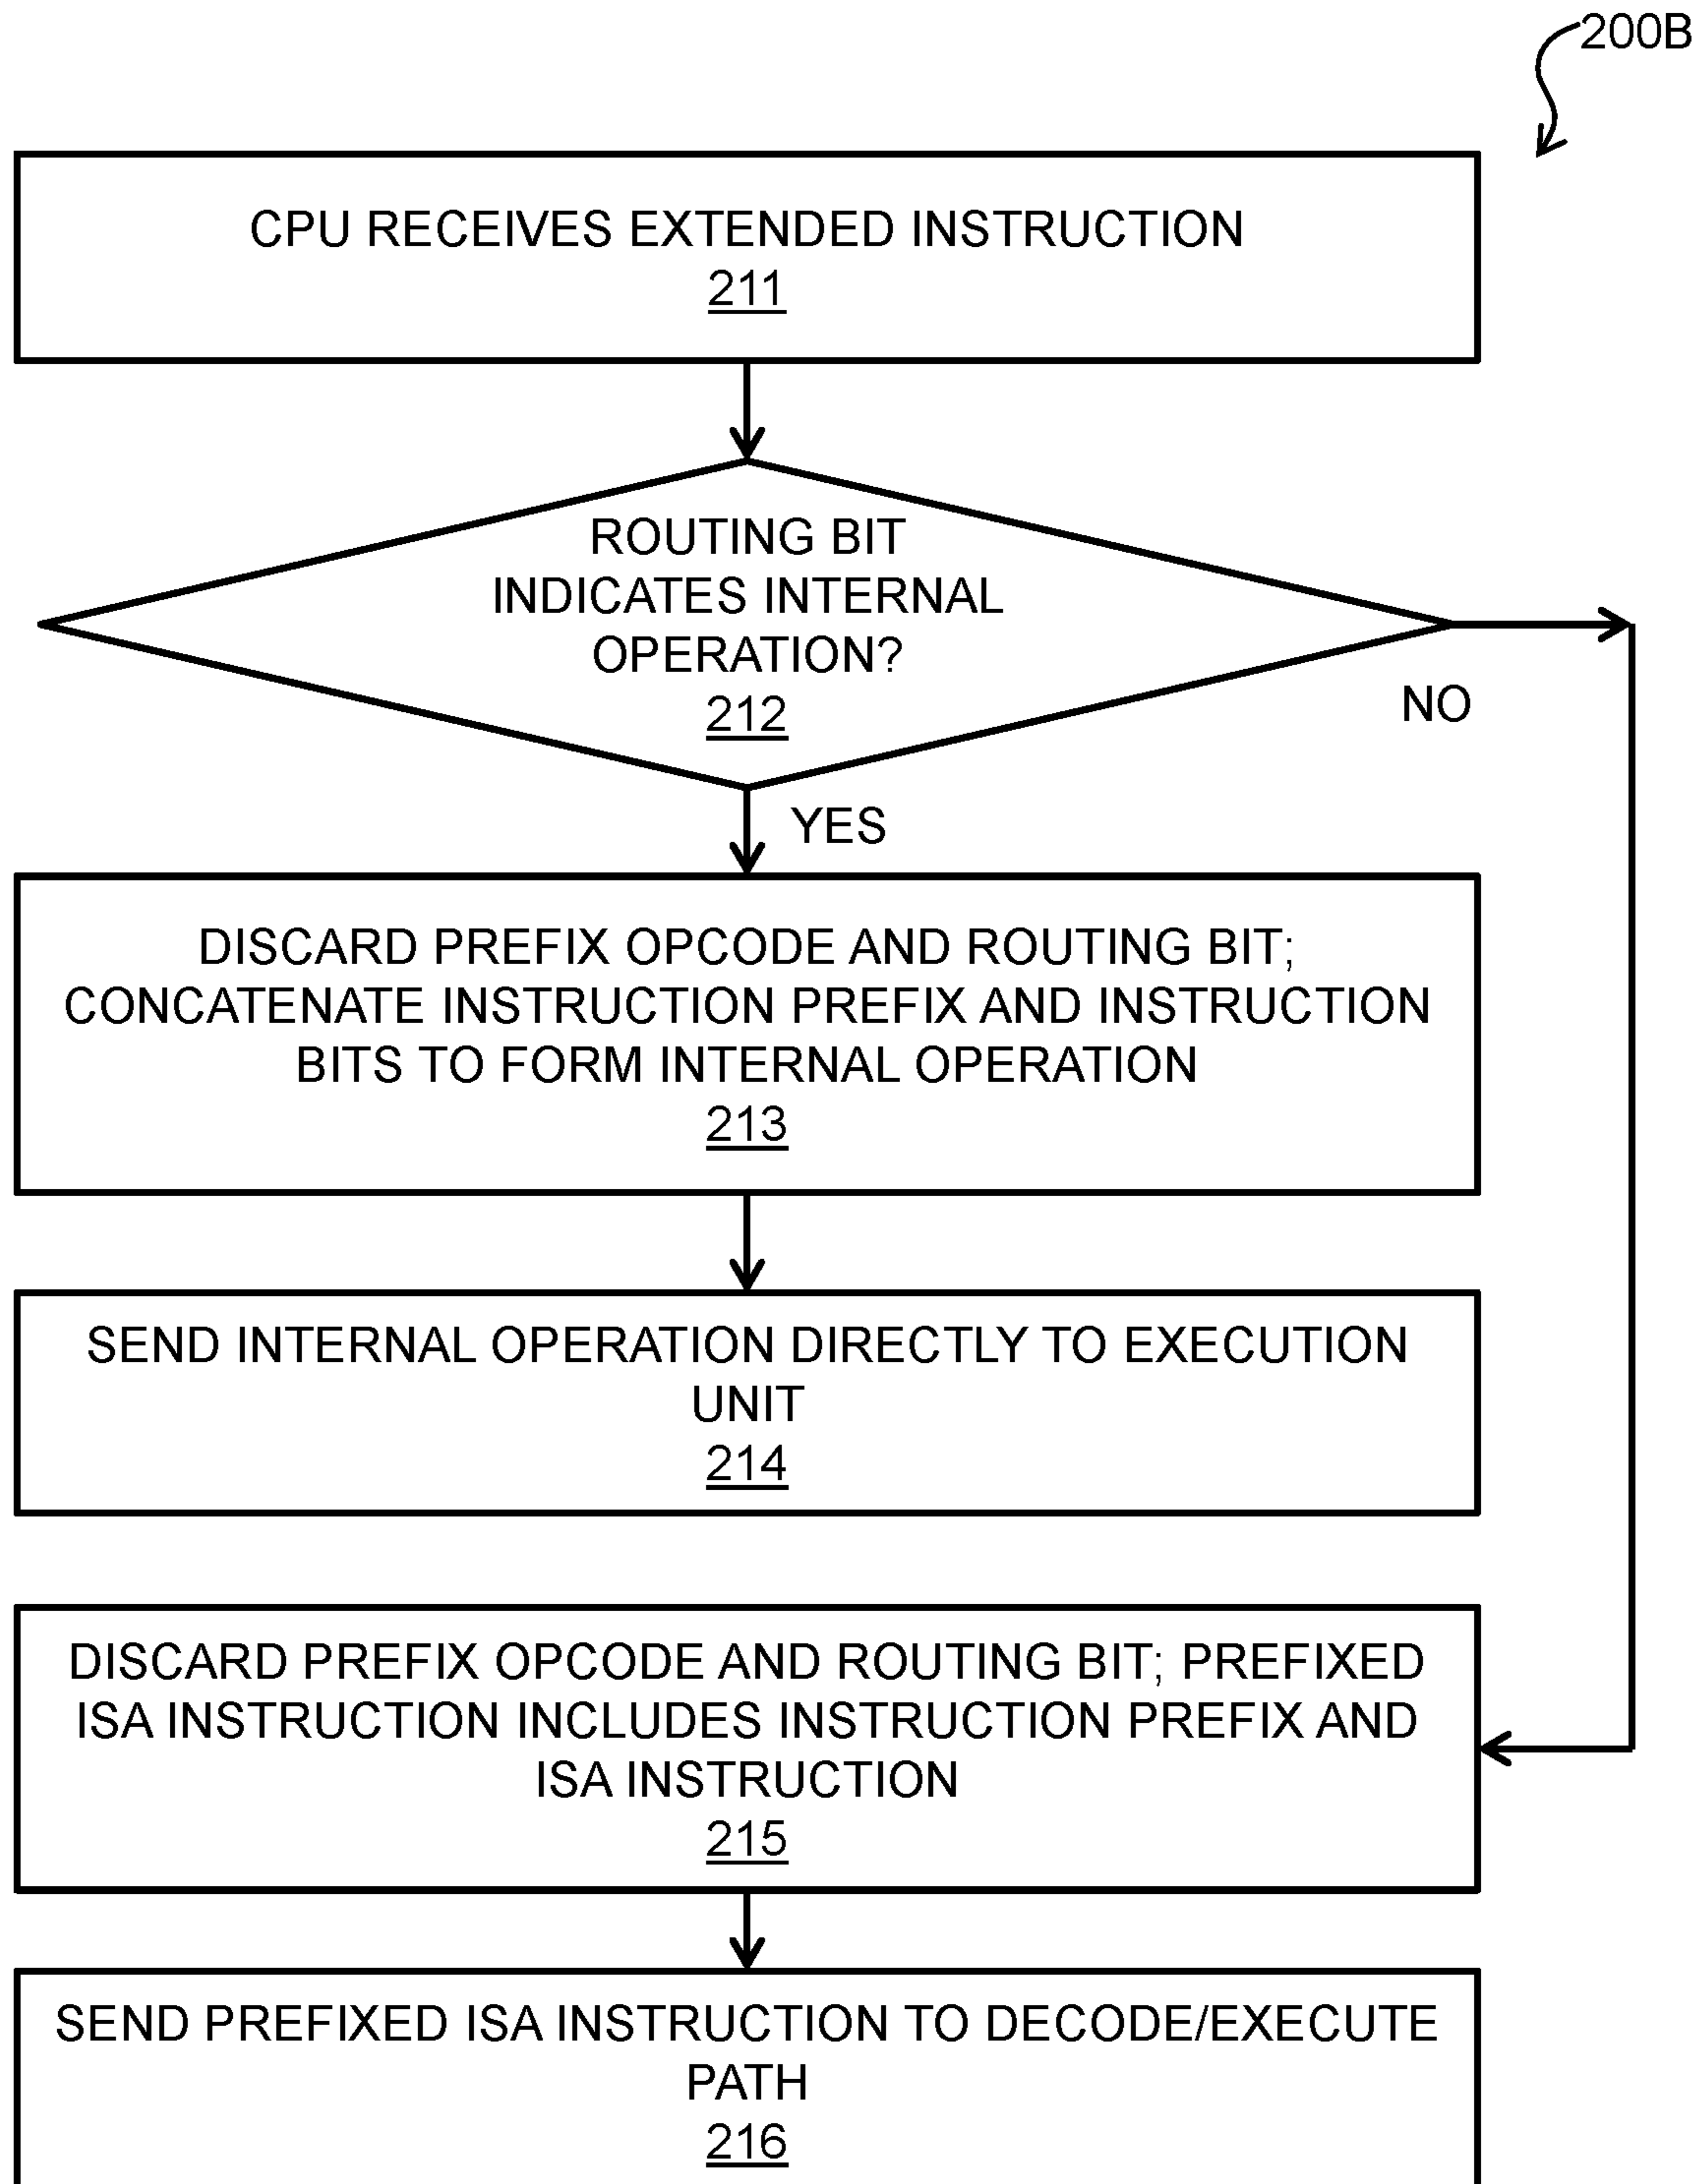 200B
CPU RECEIVES EXTENDED INSTRUCTION
211
ROUTING BIT
INDICATES INTERNAL
OPERATION?
212
NO
YES
DISCARD PREFIX OPCODE AND ROUTING BIT;
CONCATENATE INSTRUCTION PREFIX AND INSTRUCTION
BITS TO FORM INTERNAL OPERATION
213
SEND INTERNAL OPERATION DIRECTLY TO EXECUTION
UNIT
214
DISCARD PREFIX OPCODE AND ROUTING BIT; PREFIXED
ISA INSTRUCTION INCLUDES INSTRUCTION PREFIX AND
ISA INSTRUCTION
215
SEND PREFIXED ISA INSTRUCTION TO DECODE/EXECUTE
PATH
216